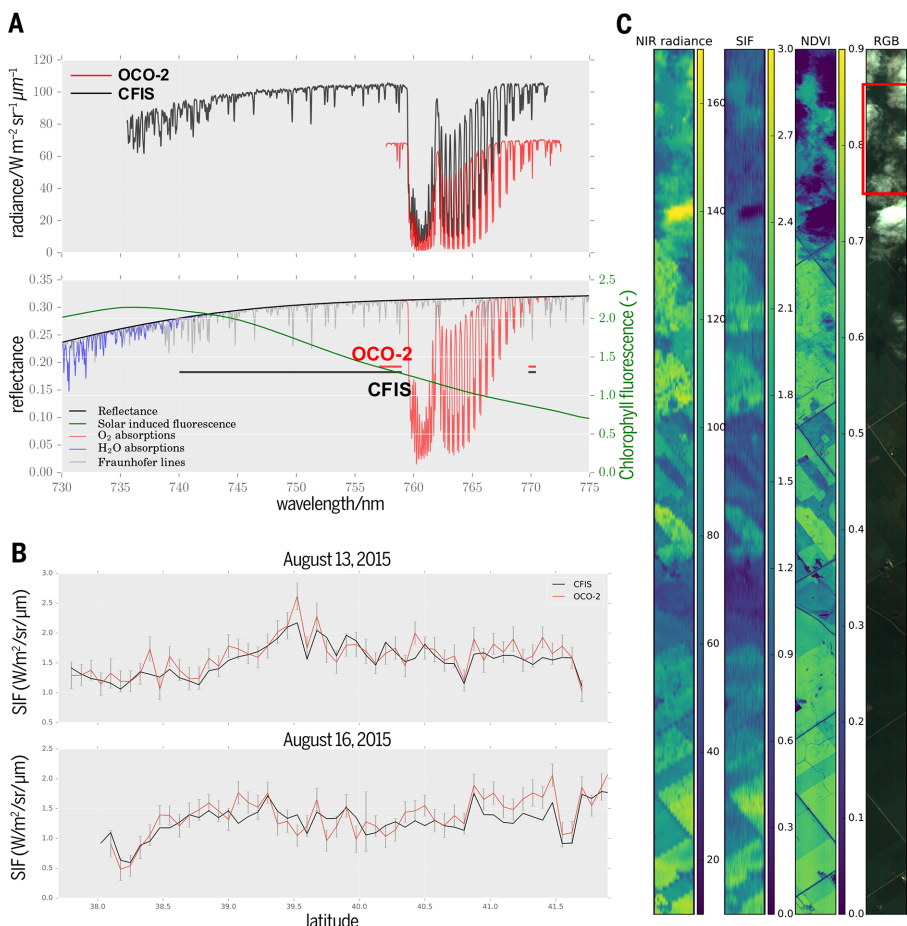 A
OCO-2
CFIS
radiance/W m−2 sr−1 μm−1
120
100
80
60
40
20
0
reflectance
0.35
0.30
0.25
0.20
0.15
0.10
0.05
0.00
OCO-2
CFIS
Reflectance
Solar induced fluorescence
O2 absorptions
H2O absorptions
Fraunhofer lines
2.5
2.0
1.5
1.0
0.5
0.0
Chlorophyll fluorescence (-)
730 735 740 745 750 755 760 765 770 775
wavelength/nm
B
August 13, 2015
SIF (W/m2/sr/μm)
3.0
2.5
2.0
1.5
1.0
0.5
CFIS
OCO-2
August 16, 2015
SIF (W/m2/sr/μm)
2.5
2.0
1.5
1.0
0.5
0.0
38.0 38.5 39.0 39.5 40.0 40.5 41.0 41.5
latitude
C
NIR radiance SIF NDVI RGB
160
140
120
100
80
60
40
20
3.0
2.7
2.4
2.1
1.8
1.5
1.2
0.9
0.6
0.3
0.0
0.9
0.8
0.7
0.6
0.5
0.4
0.3
0.2
0.1
0.0